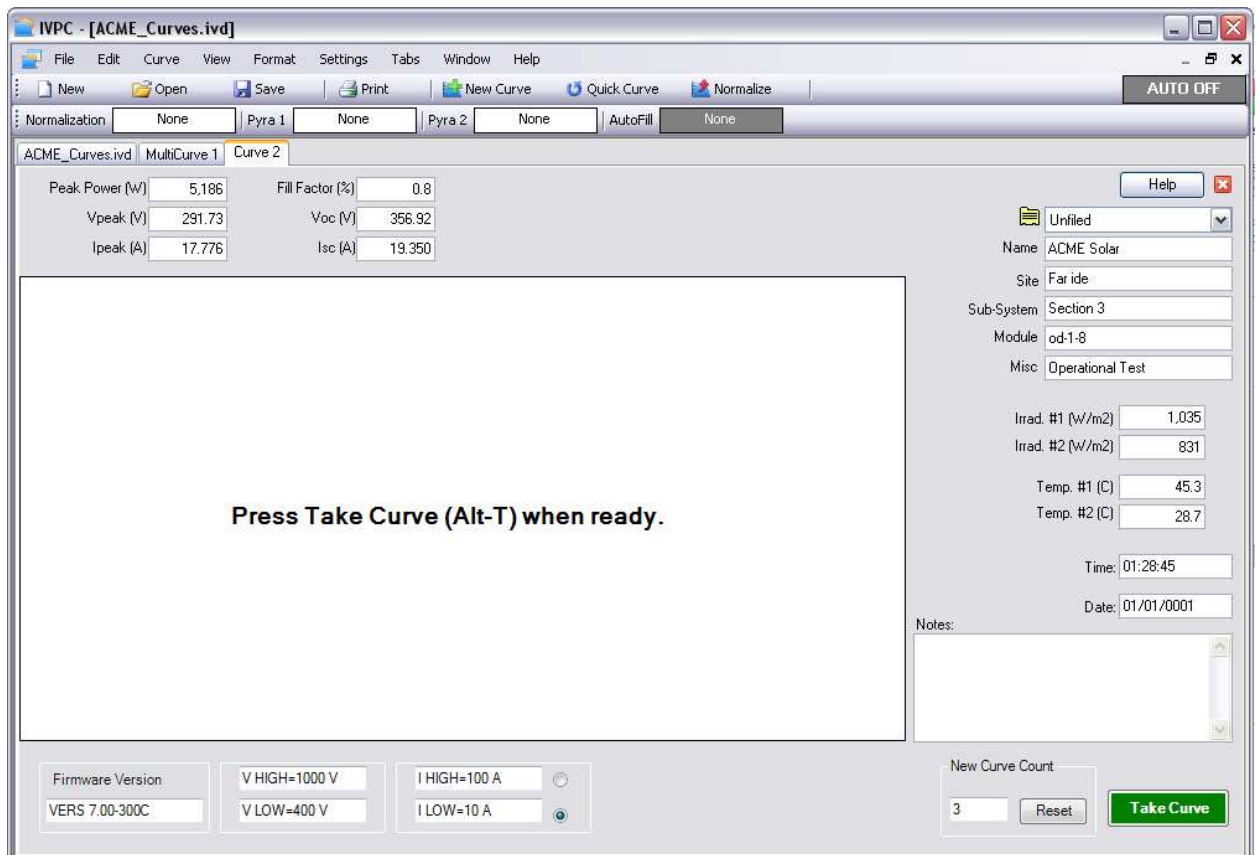 IVPC - [ACME_Curves.ivd]
File Edit Curve View Format Settings Tabs Window Help
New Open Save Print New Curve Quick Curve Normalize AUTO OFF
Normalization None Pyra 1 None Pyra 2 None AutoFill None
ACME_Curves.ivd MultiCurve 1 Curve 2
Peak Power (W) 5,186 Fill Factor (%) 0.8 Help
Vpeak (V) 291.73 Voc (V) 356.92 Unfiled
Ipeak (A) 17.776 Isc (A) 19.350 Name ACME Solar
Site Far ide
Sub-System Section 3
Module od-1-8
Misc Operational Test
Irrad. #1 (W/m2) 1,035
Irrad. #2 (W/m2) 831
Temp. #1 (C) 45.3
Press Take Curve (Alt-T) when ready.
Temp. #2 (C) 28.7
Time: 01:28:45
Date: 01/01/0001
Notes:
Firmware Version V HIGH=1000 V I HIGH=100 A New Curve Count
VERS 7.00-300C V LOW=400 V I LOW=10 A 3 Reset Take Curve